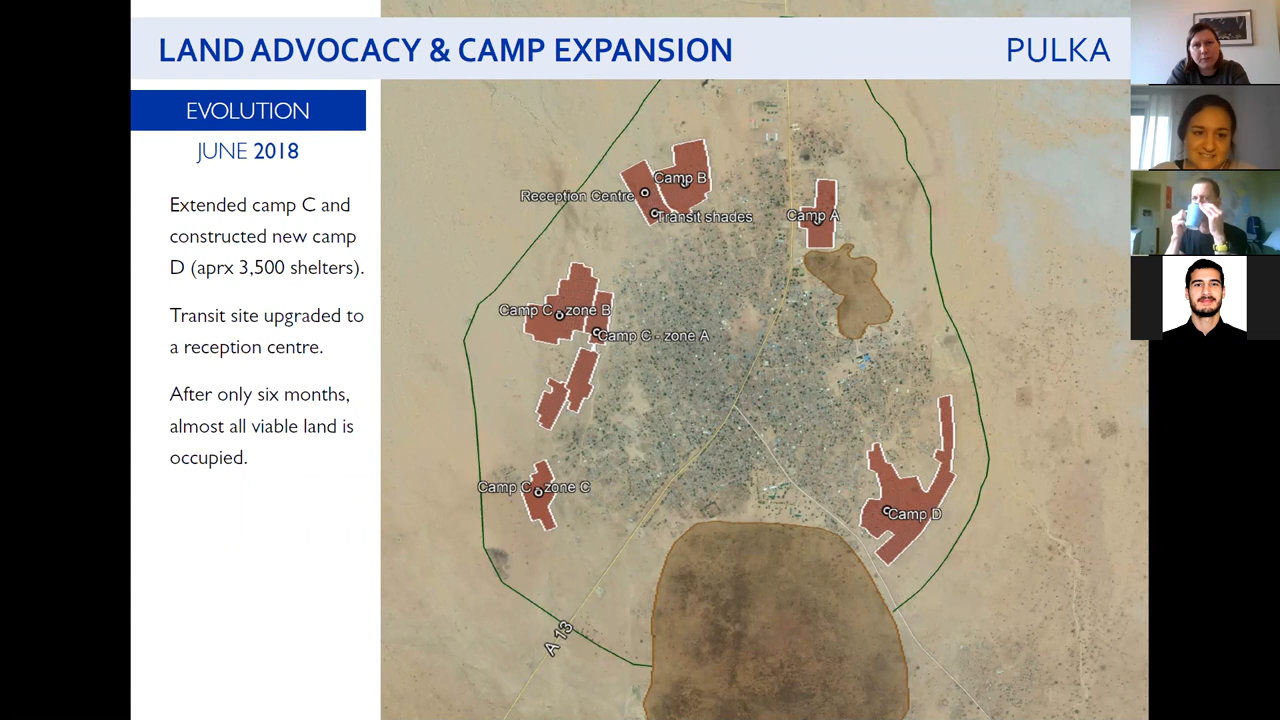 LAND ADVOCACY & CAMP EXPANSION
PULKA
EVOLUTION
JUNE 2018
Extended camp C and
constructed new camp
D (aprx 3,500 shelters).
Transit site upgraded to
a reception centre.
After only six months,
almost all viable land is
occupied.
Camp B
Reception Centre
Transit shades
Camp A
Camp C - zone B
Camp C - zone A
Camp C - zone C
Camp D
A 13